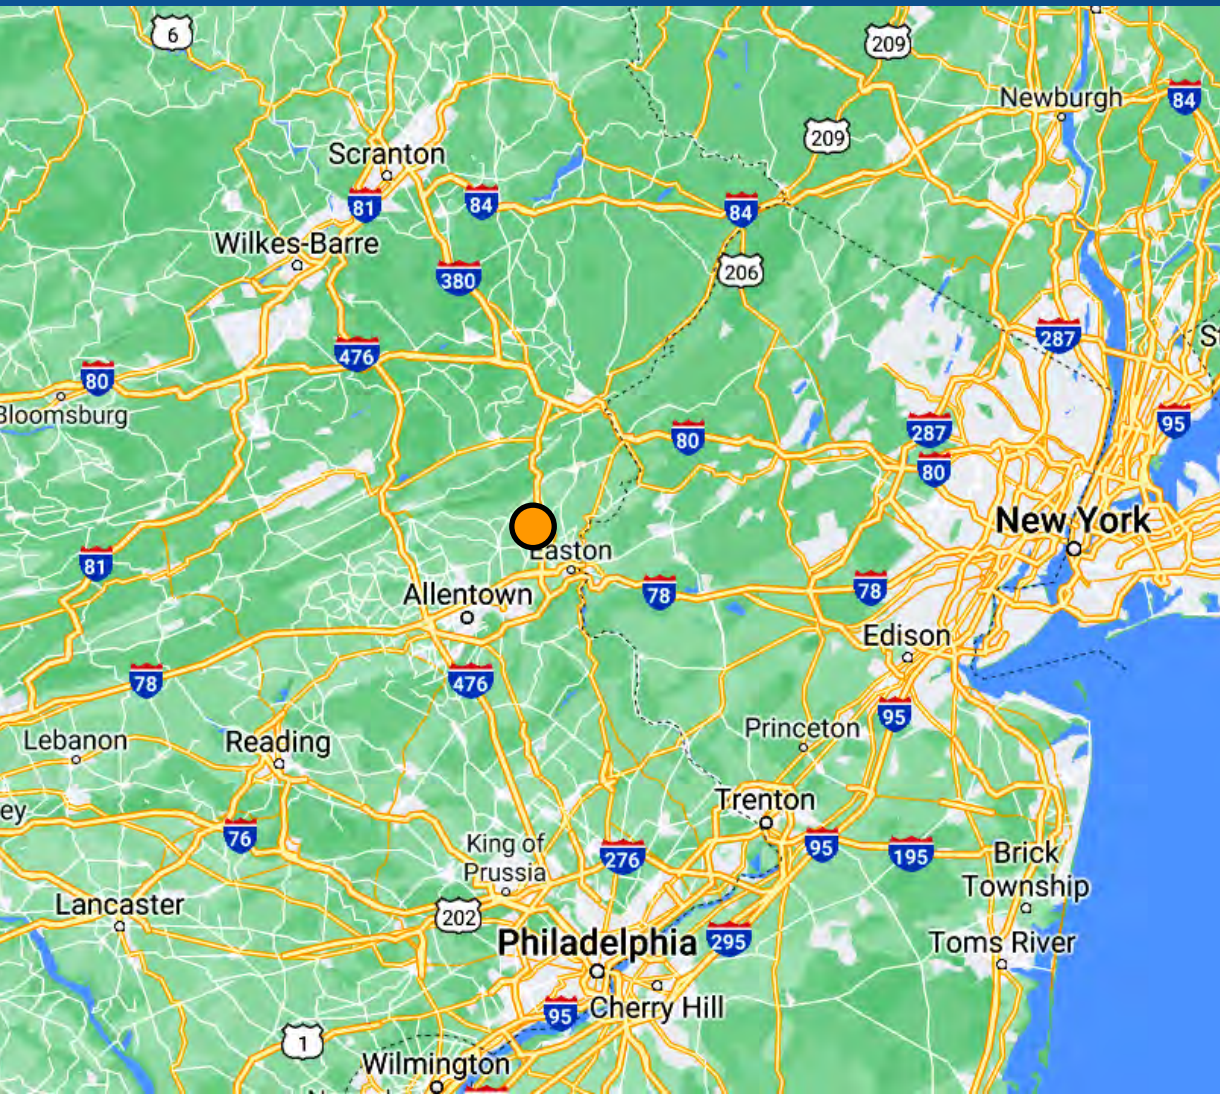 6
209
84
Newburgh
209
Scranton
81
84
84
Wilkes-Barre
206
380
287
476
80
Bloomsburg
95
287
80
80
New York
Easton
81
78
78
Allentown
Edison
78
476
95
Princeton
Lebanon
Reading
Trenton
ey
76
King of
Prussia
276
95
195
Brick
Township
Lancaster
202
Philadelphia
295
Toms River
Cherry Hill
95
1
Wilmington